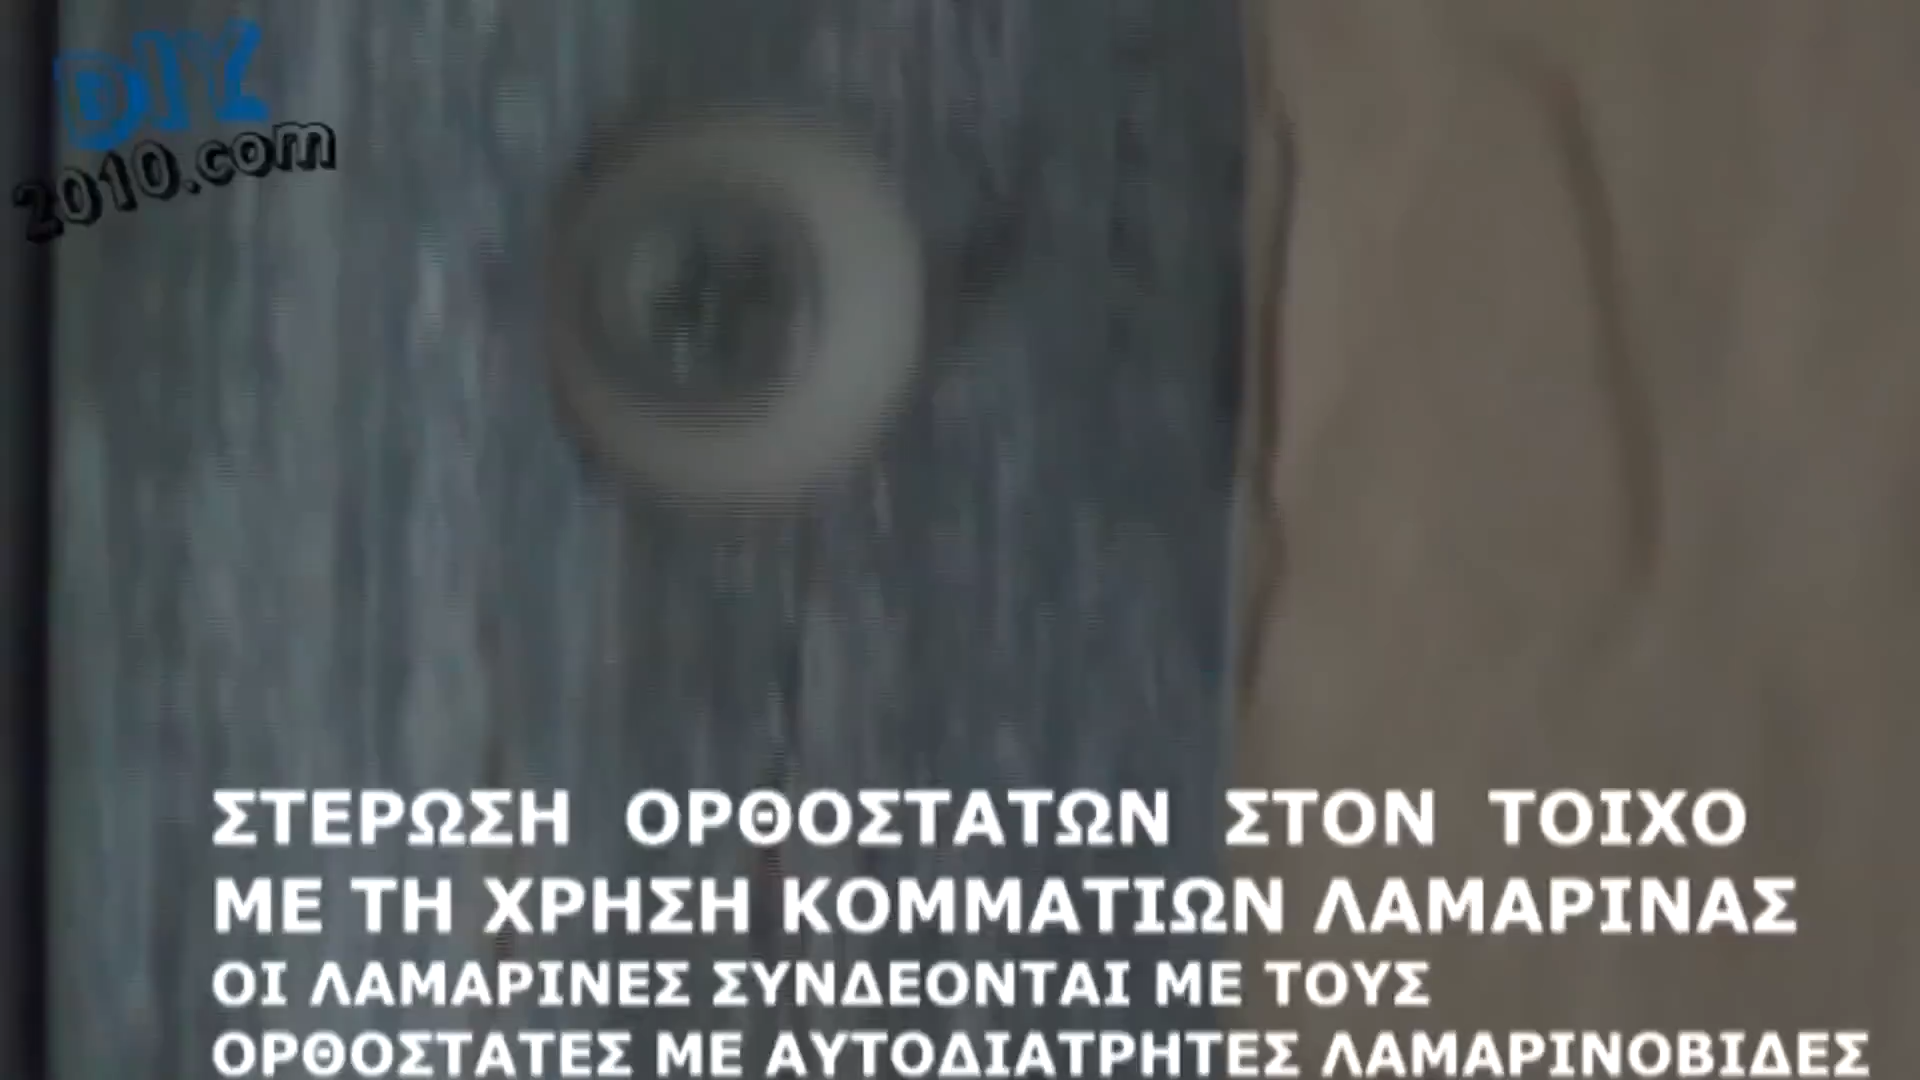 DIY
2010.com
ΣΤΕΡΩΣΗ ΟΡΘΟΣΤΑΤΩΝ ΣΤΟΝ ΤΟΙΧΟ
ΜΕ ΤΗ ΧΡΗΣΗ ΚΟΜΜΑΤΙΩΝ ΛΑΜΑΡΙΝΑΣ
ΟΙ ΛΑΜΑΡΙΝΕΣ ΣΥΝΔΕΟΝΤΑΙ ΜΕ ΤΟΥΣ
ΟΡΘΟΣΤΑΤΕΣ ΜΕ ΑΥΤΟΔΙΑΤΡΗΤΕΣ ΛΑΜΑΡΙΝΟΒΙΔΕΣ